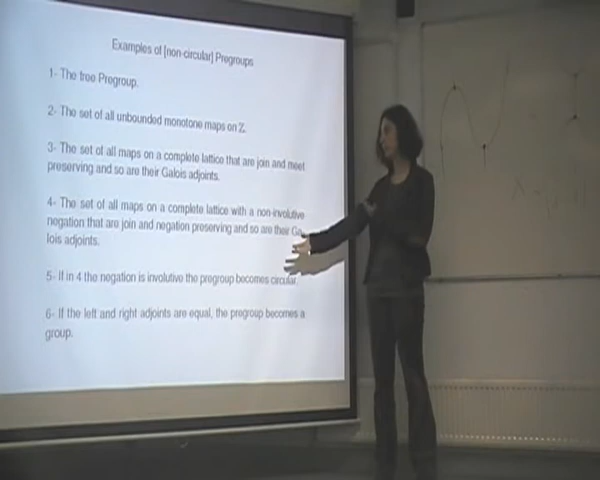 Examples of [non-circular] Pregroups
1- The free Pregroup.
2- The set of all unbounded monotone maps on Z.
3- The set of all maps on a complete lattice that are join and meet
preserving and so are their Galois adjoints.
4- The set of all maps on a complete lattice with a non-involutive
negation that are join and negation preserving and so are their Ga-
lois adjoints.
5- If in 4 the negation is involutive the pregroup becomes circular.
6- If the left and right adjoints are equal, the pregroup becomes a
group.